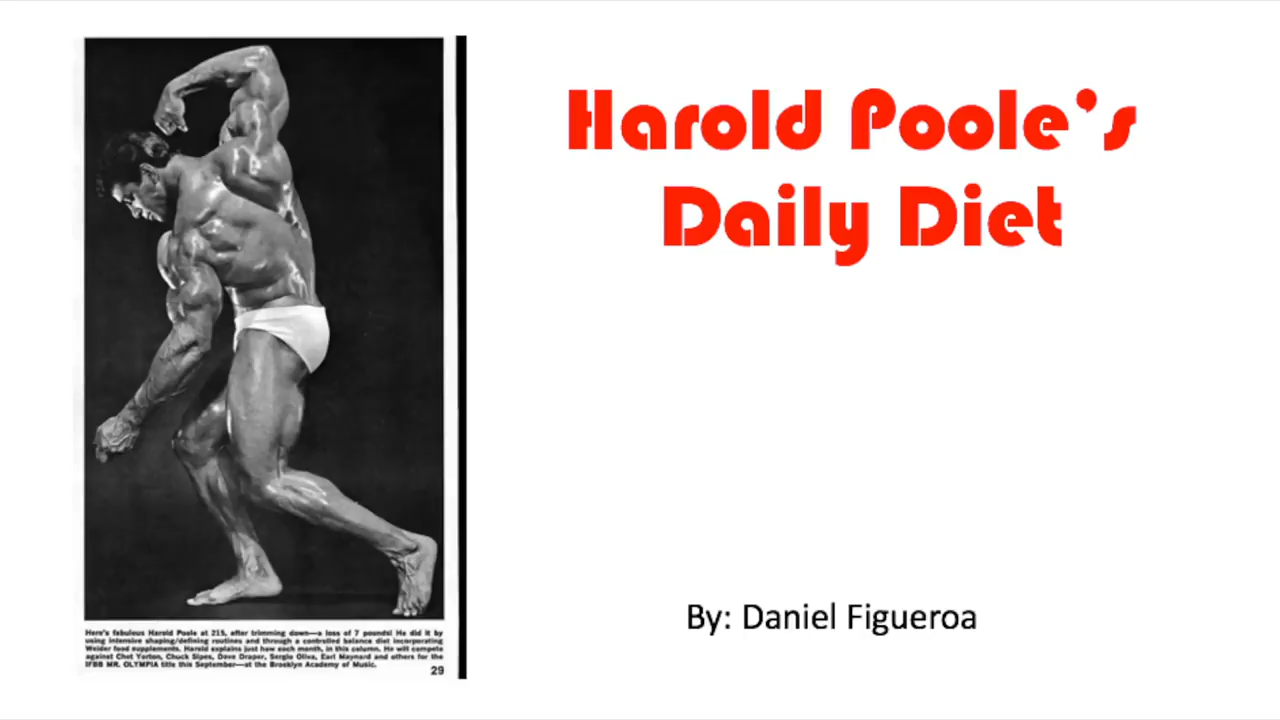 Harold Poole's
Daily Diet
By: Daniel Figueroa
Here's fabulous Harold Poole at 215, after trimming down—a loss of 7 pounds! He did it by
using intensive shaping/defining routines and through a controlled balance diet incorporating
Weider food supplements. Harold explains just how each month, in this column. He will compete
against Chet Yorton, Chuck Sipes, Dave Draper, Sergio Oliva, Earl Maynard and others for the
IFBB MR. OLYMPIA title this September—at the Brooklyn Academy of Music.
29